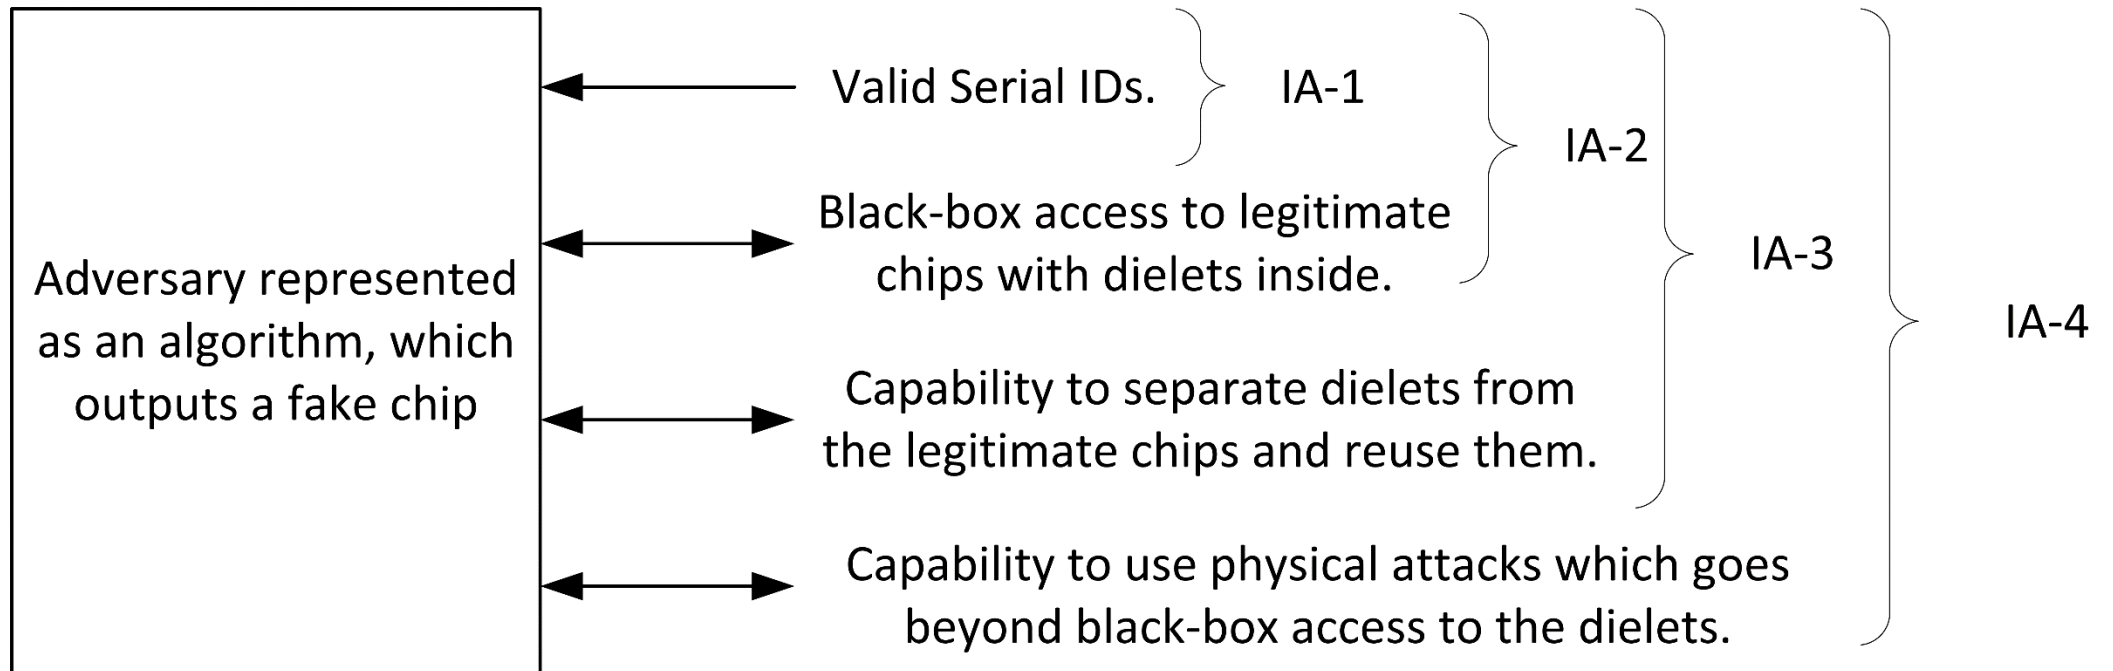 Adversary represented
as an algorithm, which
outputs a fake chip
Valid Serial IDs.
IA-1
Black-box access to legitimate
chips with dielets inside.
IA-2
Capability to separate dielets from
the legitimate chips and reuse them.
IA-3
Capability to use physical attacks which goes
beyond black-box access to the dielets.
IA-4